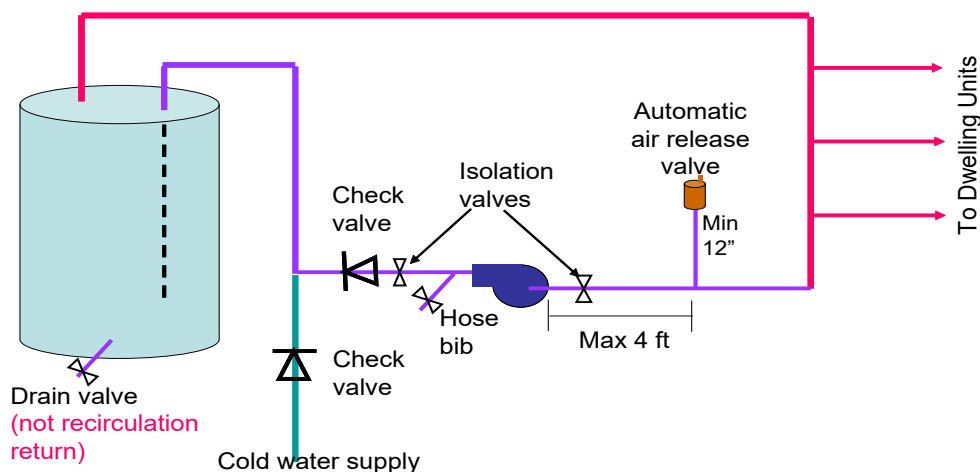 Automatic
air release
valve
Isolation
valves
Check
valve
Min
12”
To Dwelling Units
Hose
bib
Max 4 ft
Check
valve
Drain valve
(not recirculation
return)
Cold water supply